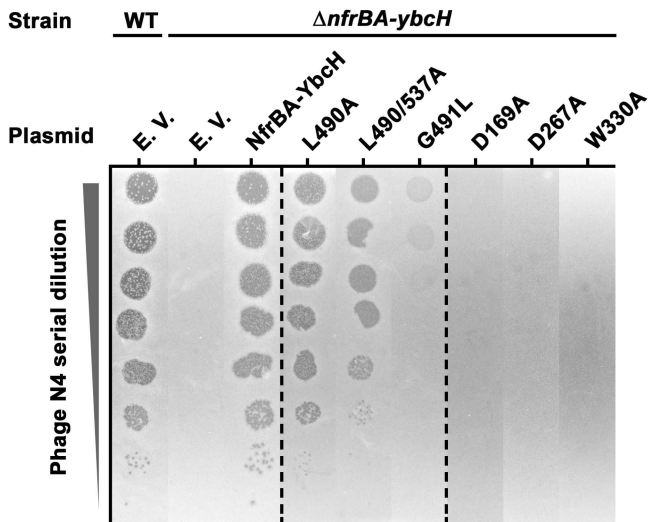 Strain WT ΔnfrBA-ybcH
Plasmid E. V. E. V. NfrBA-YbcH L490A L490/537A G491L D169A D267A W330A
Phage N4 serial dilution